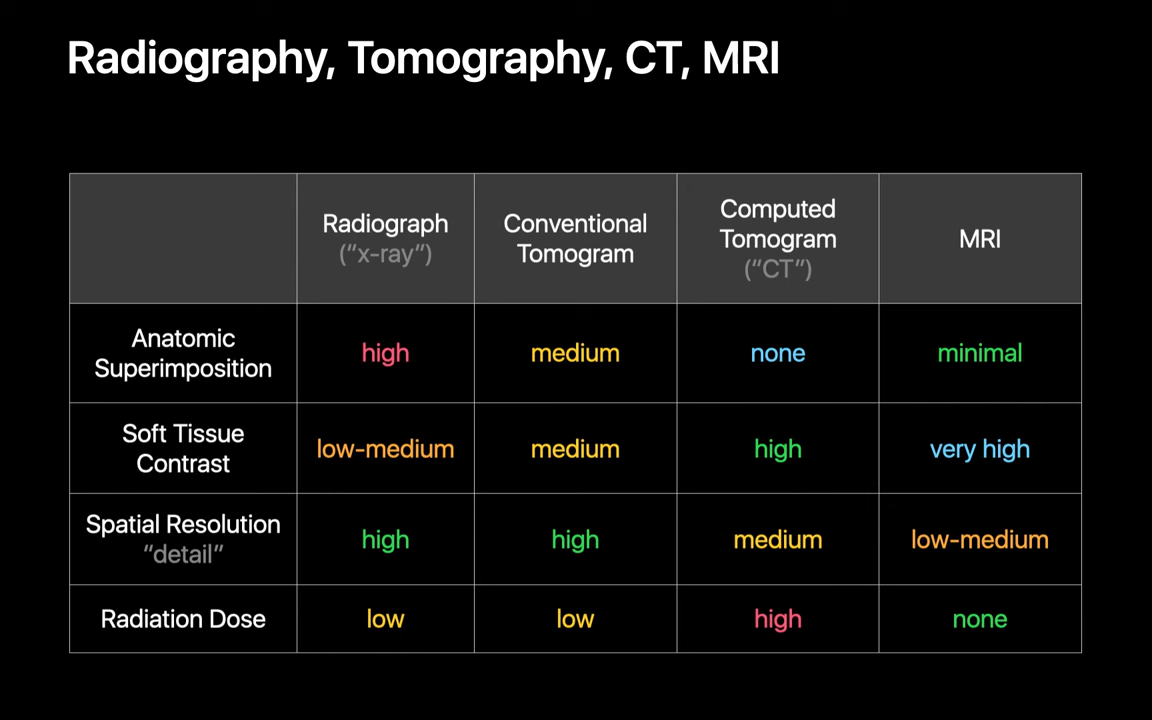 Radiography, Tomography, CT, MRI
Radiograph
(“x-ray”)
Conventional
Tomogram
Computed
Tomogram
(“CT”)
MRI
Anatomic
Superimposition
high
medium
none
minimal
Soft Tissue
Contrast
low-medium
medium
high
very high
Spatial Resolution
“detail”
high
high
medium
low-medium
Radiation Dose
low
low
high
none